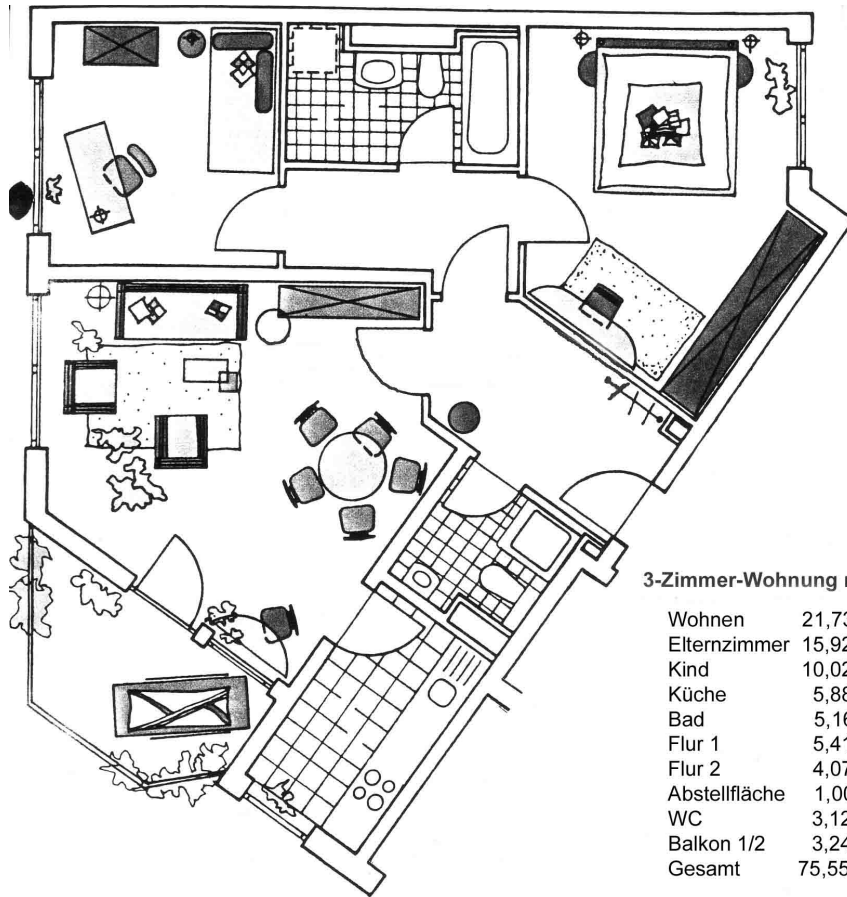 3-Zimmer-Wohnung
Wohnen 21,73
Elternzimmer 15,92
Kind 10,02
Küche 5,88
Bad 5,16
Flur 1 5,41
Flur 2 4,07
Abstellfläche 1,00
WC 3,12
Balkon 1/2 3,24
Gesamt 75,55